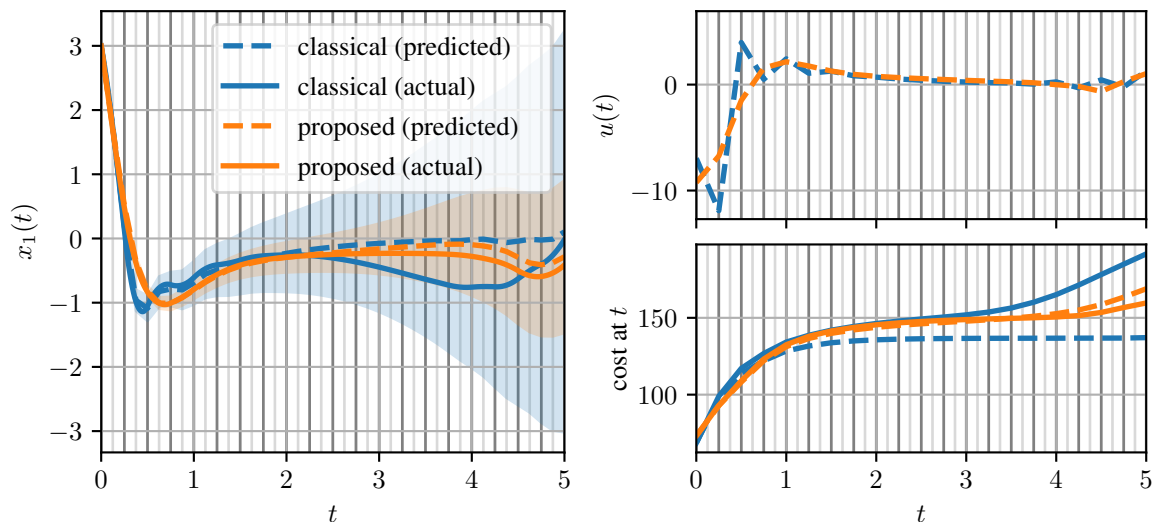 3
2
1
0
−1
−2
−3
x₁(t)
0
1
2
3
4
5
t
classical (predicted)
classical (actual)
proposed (predicted)
proposed (actual)
0
−10
u(t)
150
100
cost at t
0
1
2
3
4
5
t